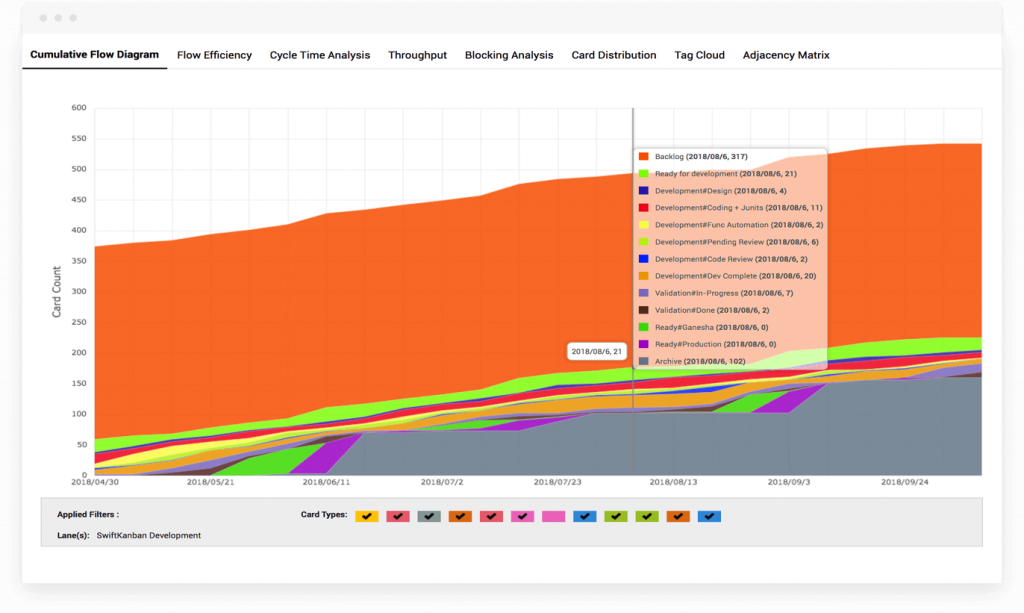 Cumulative Flow Diagram Flow Efficiency Cycle Time Analysis Throughput Blocking Analysis Card Distribution Tag Cloud Adjacency Matrix
600
550
500
450
400
350
300
250
200
150
100
50
0
Card Count
Backlog (2018/08/6, 317)
Ready for development (2018/08/6, 21)
Development#Design (2018/08/6, 4)
Development#Coding + Junits (2018/08/6, 11)
Development#Func Automation (2018/08/6, 2)
Development#Pending Review (2018/08/6, 6)
Development#Code Review (2018/08/6, 2)
Development#Dev Complete (2018/08/6, 20)
Validation#In-Progress (2018/08/6, 7)
Validation#Done (2018/08/6, 2)
Ready#Ganesha (2018/08/6, 0)
Ready#Production (2018/08/6, 0)
Archive (2018/08/6, 102)
2018/08/6, 21
2018/04/30 2018/05/21 2018/06/11 2018/07/2 2018/07/23 2018/08/13 2018/09/3 2018/09/24
Applied Filters : Card Types:
Lane(s): SwiftKanban Development